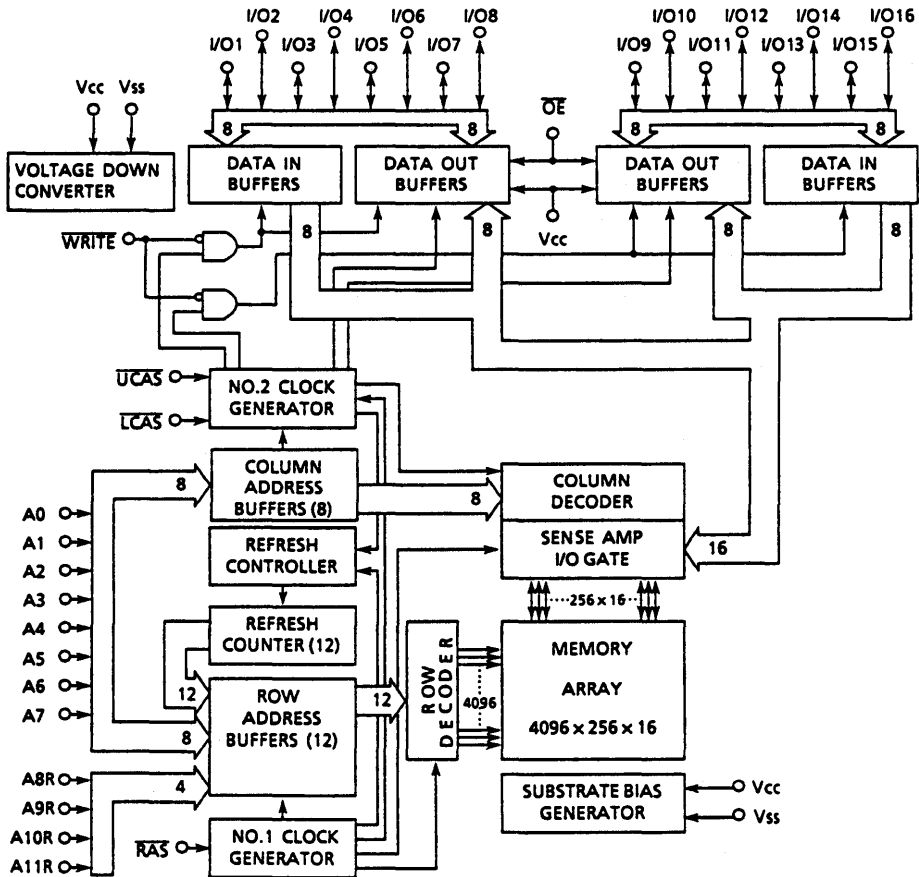 I/O2 I/O4 I/O6 I/O8 I/O10 I/O12 I/O14 I/O16
I/O1 I/O3 I/O5 I/O7 I/O9 I/O11 I/O13 I/O15
Vcc Vss
OE
8 8 8 8
VOLTAGE DOWN
CONVERTER
DATA IN
BUFFERS
DATA OUT
BUFFERS
DATA OUT
BUFFERS
DATA IN
BUFFERS
Vcc
8 8 8 8
WRITE
UCAS
LCAS
NO.2 CLOCK
GENERATOR
COLUMN
ADDRESS
BUFFERS (8)
8
8
COLUMN
DECODER
SENSE AMP
I/O GATE
16
REFRESH
CONTROLLER
REFRESH
COUNTER (12)
256 x 16
A0
A1
A2
A3
A4
A5
A6
A7
12
8
ROW
ADDRESS
BUFFERS (12)
12
ROW
DECODER
4096
MEMORY
ARRAY
4096 x 256 x 16
A8R
A9R
A10R
A11R
4
RAS
NO.1 CLOCK
GENERATOR
SUBSTRATE BIAS
GENERATOR
Vcc
Vss